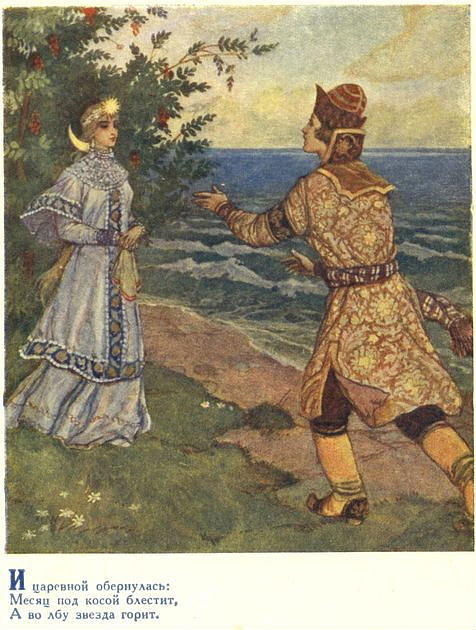 И царевной обернулась:
Месяц под косой блестит,
А во лбу звезда горит.